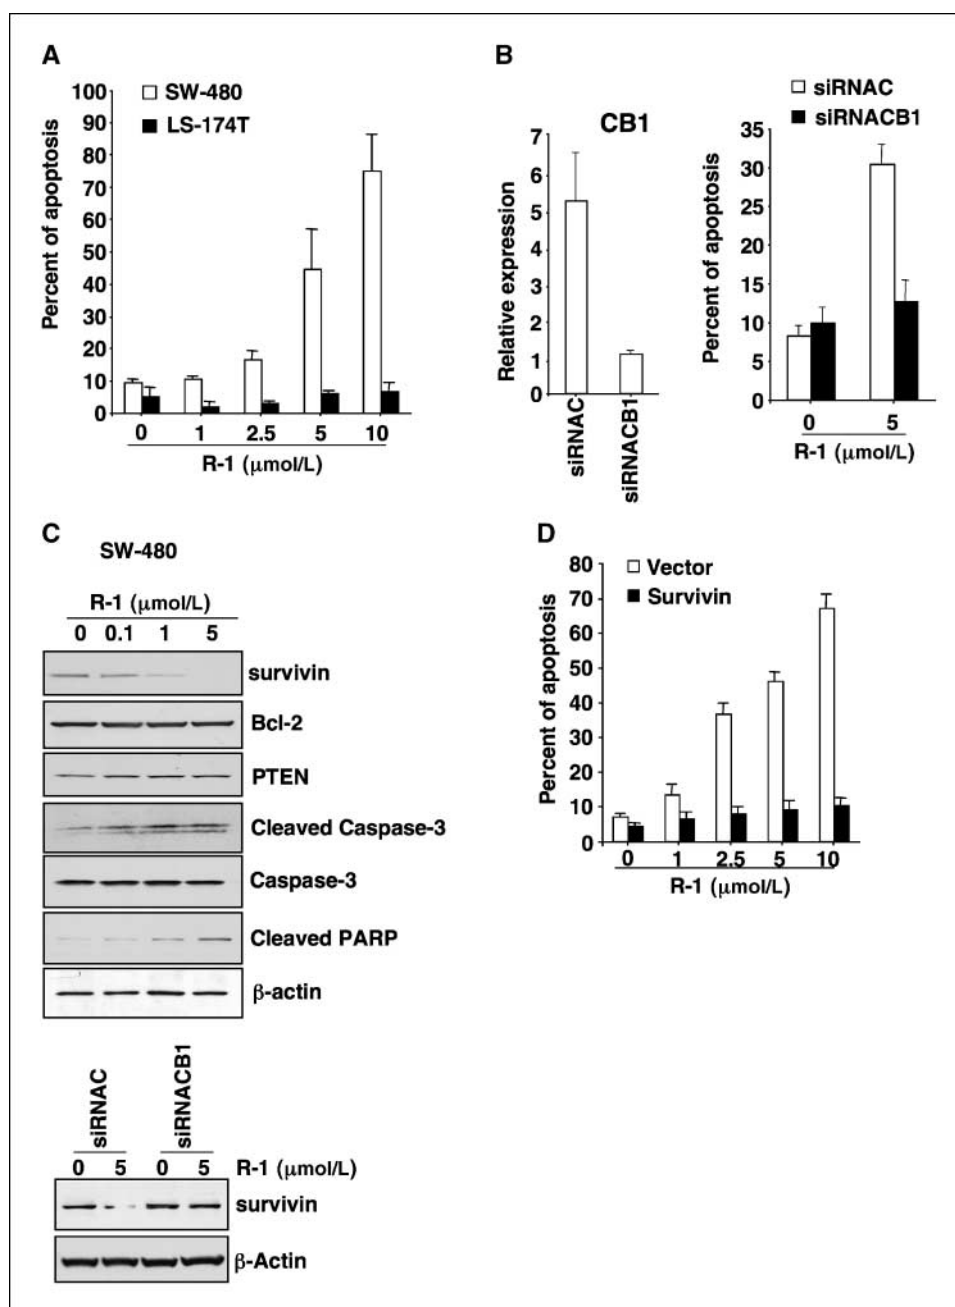 A
SW-480
LS-174T
Percent of apoptosis
100
90
80
70
60
50
40
30
20
10
0
0 1 2.5 5 10
R-1 (μmol/L)
B
CB1
Relative expression
7
6
5
4
3
2
1
0
siRNAC
siRNACB1
siRNAC
siRNACB1
Percent of apoptosis
35
30
25
20
15
10
5
0
0 5
R-1 (μmol/L)
C
SW-480
R-1 (μmol/L)
0 0.1 1 5
survivin
Bcl-2
PTEN
Cleaved Caspase-3
Caspase-3
Cleaved PARP
β-actin
siRNAC
siRNACB1
0 5 0 5 R-1 (μmol/L)
survivin
β-Actin
D
Vector
Survivin
Percent of apoptosis
80
70
60
50
40
30
20
10
0
0 1 2.5 5 10
R-1 (μmol/L)